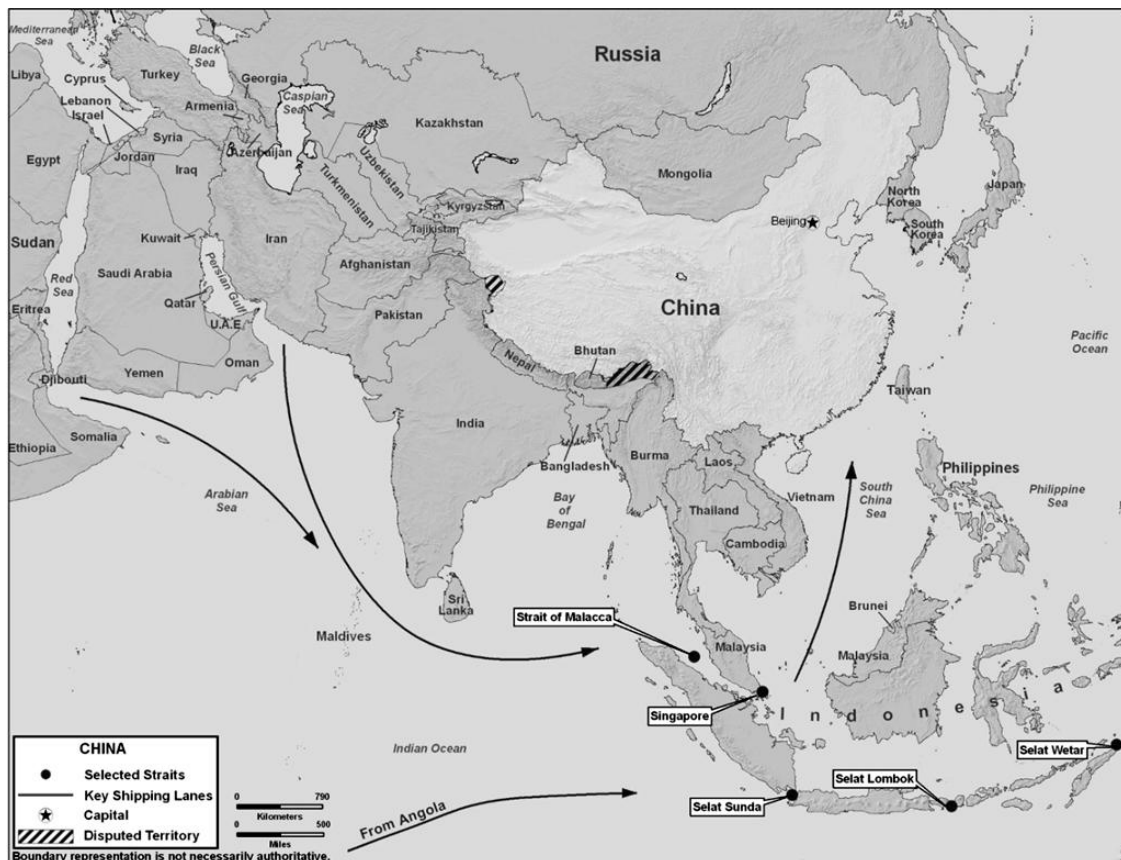 Mediterranean
Sea
Black
Sea
Russia
Libya
Cyprus
Turkey
Georgia
Lebanon
Israel
Armenia
Caspian
Sea
Kazakhstan
Syria
Azerbaijan
Uzbekistan
Turkmenistan
Mongolia
Egypt
Jordan
Iraq
Kyrgyzstan
Tajikistan
Beijing
North
Korea
South
Korea
Japan
Sudan
Kuwait
Iran
Afghanistan
Red
Sea
Saudi Arabia
Persian Gulf
Qatar
U.A.E.
Pakistan
China
Eritrea
Oman
Nepal
Bhutan
Pacific
Ocean
Djibouti
Yemen
Taiwan
Ethiopia
Somalia
India
Bangladesh
Burma
Laos
Arabian
Sea
Bay
of
Bengal
Thailand
Vietnam
South
China
Sea
Philippines
Philippine
Sea
Cambodia
Sri
Lanka
Maldives
Strait of Malacca
Malaysia
Brunei
Malaysia
Singapore
Indonesia
Indian Ocean
Selat Wetar
Selat Lombok
Selat Sunda
From Angola
CHINA
Selected Straits
Key Shipping Lanes
Capital
Disputed Territory
0 790
Kilometers
0 500
Miles
Boundary representation is not necessarily authoritative.